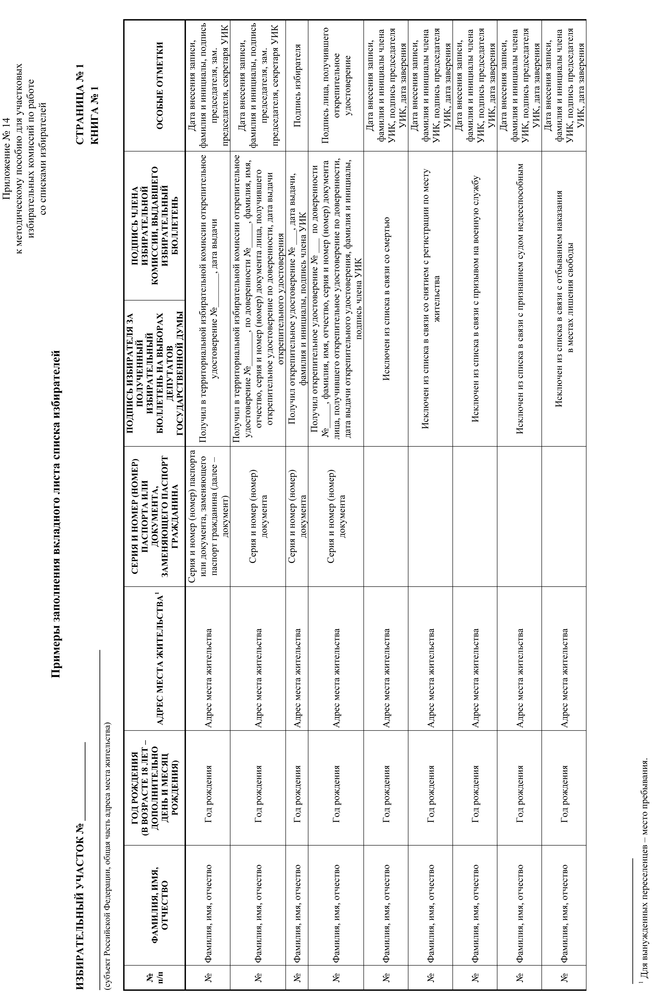 Приложение № 14
к методическому пособию для участковых
избирательных комиссий по работе
со списками избирателей
Примеры заполнения вкладного листа списка избирателей
ИЗБИРАТЕЛЬНЫЙ УЧАСТОК № ______________
СТРАНИЦА № 1
КНИГА № 1
(субъект Российской Федерации, общая часть адреса места жительства)
№
п/п
ФАМИЛИЯ, ИМЯ,
ОТЧЕСТВО
ГОД РОЖДЕНИЯ
(В ВОЗРАСТЕ 18 ЛЕТ –
ДОПОЛНИТЕЛЬНО
ДЕНЬ И МЕСЯЦ
РОЖДЕНИЯ)
АДРЕС МЕСТА ЖИТЕЛЬСТВА1
СЕРИЯ И НОМЕР (НОМЕР)
ПАСПОРТА ИЛИ
ДОКУМЕНТА,
ЗАМЕНЯЮЩЕГО ПАСПОРТ
ГРАЖДАНИНА
ПОДПИСЬ ИЗБИРАТЕЛЯ ЗА
ПОЛУЧЕННЫЙ
ИЗБИРАТЕЛЬНЫЙ
БЮЛЛЕТЕНЬ НА ВЫБОРАХ
ДЕПУТАТОВ
ГОСУДАРСТВЕННОЙ ДУМЫ
ПОДПИСЬ ЧЛЕНА
ИЗБИРАТЕЛЬНОЙ
КОМИССИИ, ВЫДАВШЕГО
ИЗБИРАТЕЛЬНЫЙ
БЮЛЛЕТЕНЬ
ОСОБЫЕ ОТМЕТКИ
№
Фамилия, имя, отчество
Год рождения
Адрес места жительства
Серия и номер (номер) паспорта
или документа, заменяющего
паспорт гражданина (далее –
документ)
Получил в территориальной избирательной комиссии открепительное
удостоверение №_______, дата выдачи
Дата внесения записи,
фамилия и инициалы, подпись
председателя, зам.
председателя, секретаря УИК
№
Фамилия, имя, отчество
Год рождения
Адрес места жительства
Серия и номер (номер)
документа
Получил в территориальной избирательной комиссии открепительное
удостоверение №_______, по доверенности №_____, фамилия, имя,
отчество, серия и номер (номер) документа лица, получившего
открепительное удостоверение по доверенности, дата выдачи
открепительного удостоверения
Дата внесения записи,
фамилия и инициалы, подпись
председателя, зам.
председателя, секретаря УИК
№
Фамилия, имя, отчество
Год рождения
Адрес места жительства
Серия и номер (номер)
документа
Получил открепительное удостоверение № ___, дата выдачи,
фамилия и инициалы, подпись члена УИК
Подпись избирателя
№
Фамилия, имя, отчество
Год рождения
Адрес места жительства
Серия и номер (номер)
документа
Получил открепительное удостоверение № ___ по доверенности
№_____, фамилия, имя, отчество, серия и номер (номер) документа
лица, получившего открепительное удостоверение по доверенности,
дата выдачи открепительного удостоверения, фамилия и инициалы,
подпись члена УИК
Подпись лица, получившего
открепительное
удостоверение
№
Фамилия, имя, отчество
Год рождения
Адрес места жительства
Исключен из списка в связи со смертью
Дата внесения записи,
фамилия и инициалы члена
УИК, подпись председателя
УИК, дата заверения
№
Фамилия, имя, отчество
Год рождения
Адрес места жительства
Исключен из списка в связи со снятием с регистрации по месту
жительства
Дата внесения записи,
фамилия и инициалы члена
УИК, подпись председателя
УИК, дата заверения
№
Фамилия, имя, отчество
Год рождения
Адрес места жительства
Исключен из списка в связи с призывом на военную службу
Дата внесения записи,
фамилия и инициалы члена
УИК, подпись председателя
УИК, дата заверения
№
Фамилия, имя, отчество
Год рождения
Адрес места жительства
Исключен из списка в связи с признанием судом недееспособным
Дата внесения записи,
фамилия и инициалы члена
УИК, подпись председателя
УИК, дата заверения
№
Фамилия, имя, отчество
Год рождения
Адрес места жительства
Исключен из списка в связи с отбыванием наказания
в местах лишения свободы
Дата внесения записи,
фамилия и инициалы члена
УИК, подпись председателя
УИК, дата заверения
1 Для вынужденных переселенцев – место пребывания.